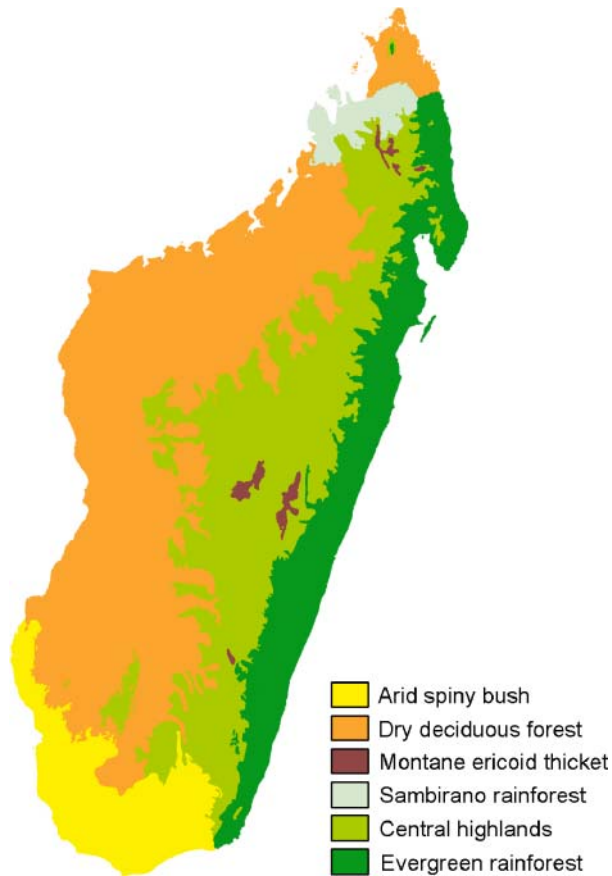 Arid spiny bush
Dry deciduous forest
Montane ericoid thicket
Sambirano rainforest
Central highlands
Evergreen rainforest